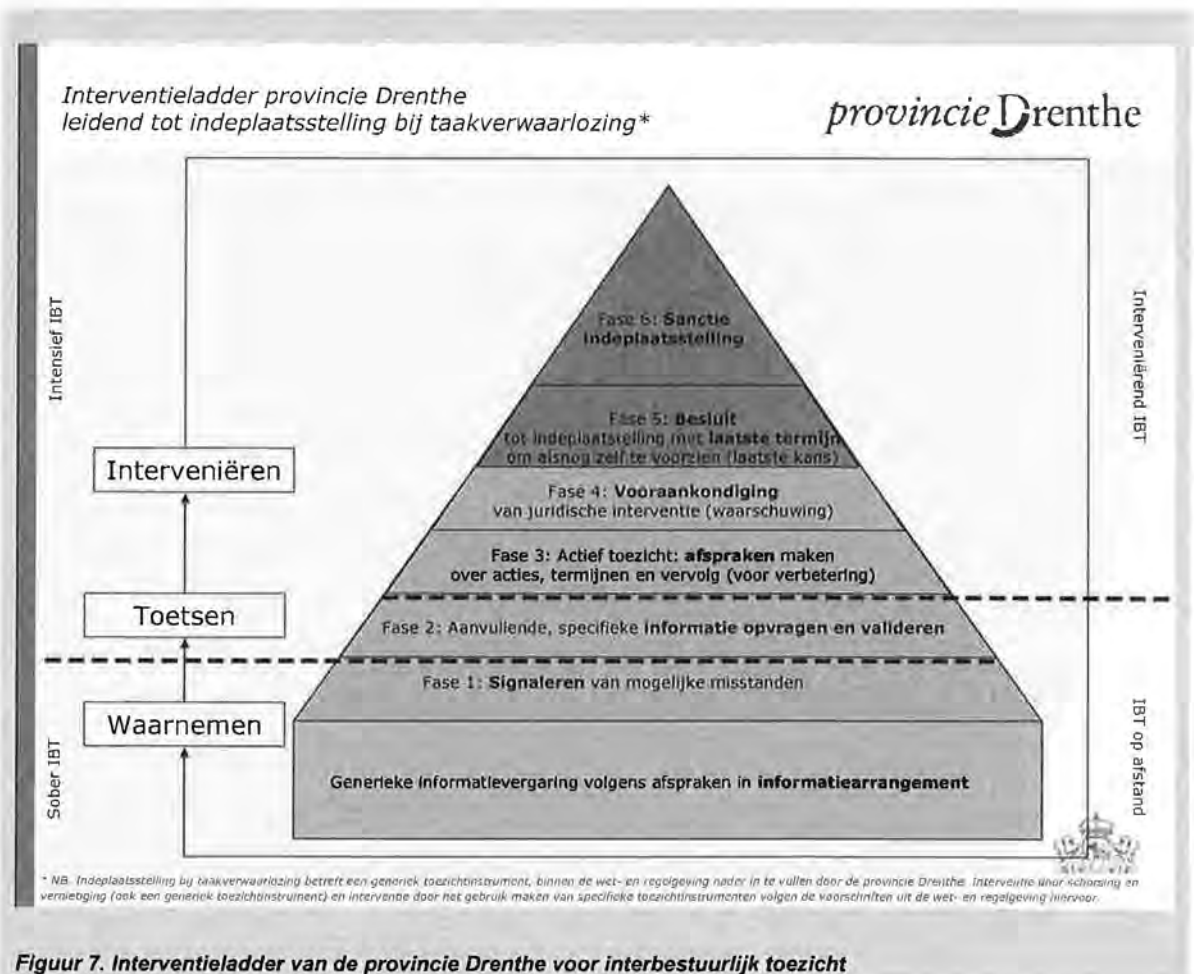 Interventieladder provincie Drenthe
leidend tot indeplaatsstelling bij taakverwaarlozing*
provincie Drenthe
Intensief IBT
Interveniërend IBT
Fase 6: Sanctie
indeplaatsstelling
Fase 5: Besluit
tot indeplaatstelling met laatste termijn
om alsnog zelf te voorzien (laatste kans)
Interveniëren
Fase 4: Vooraankondiging
van juridische interventie (waarschuwing)
Fase 3: Actief toezicht: afspraken maken
over acties, termijnen en vervolg (voor verbetering)
Toetsen
Fase 2: Aanvullende, specifieke informatie opvragen en valideren
Fase 1: Signaleren van mogelijke misstanden
Waarnemen
Sober IBT
IBT op afstand
Generieke informatievergaring volgens afspraken in informatiearrangement
* NB. Indeplaatsstelling bij taakverwaarlozing betreft een generiek toezichtinstrument, binnen de wet- en regelgeving nader in te vullen door de provincie Drenthe. Interventie door schorsing en
vernietiging (ook een generiek toezichtinstrument) en interventie door het gebruik maken van specifieke toezichtinstrumenten volgen de voorschriften uit de wet- en regelgeving hiervoor.
Figuur 7. Interventieladder van de provincie Drenthe voor interbestuurlijk toezicht